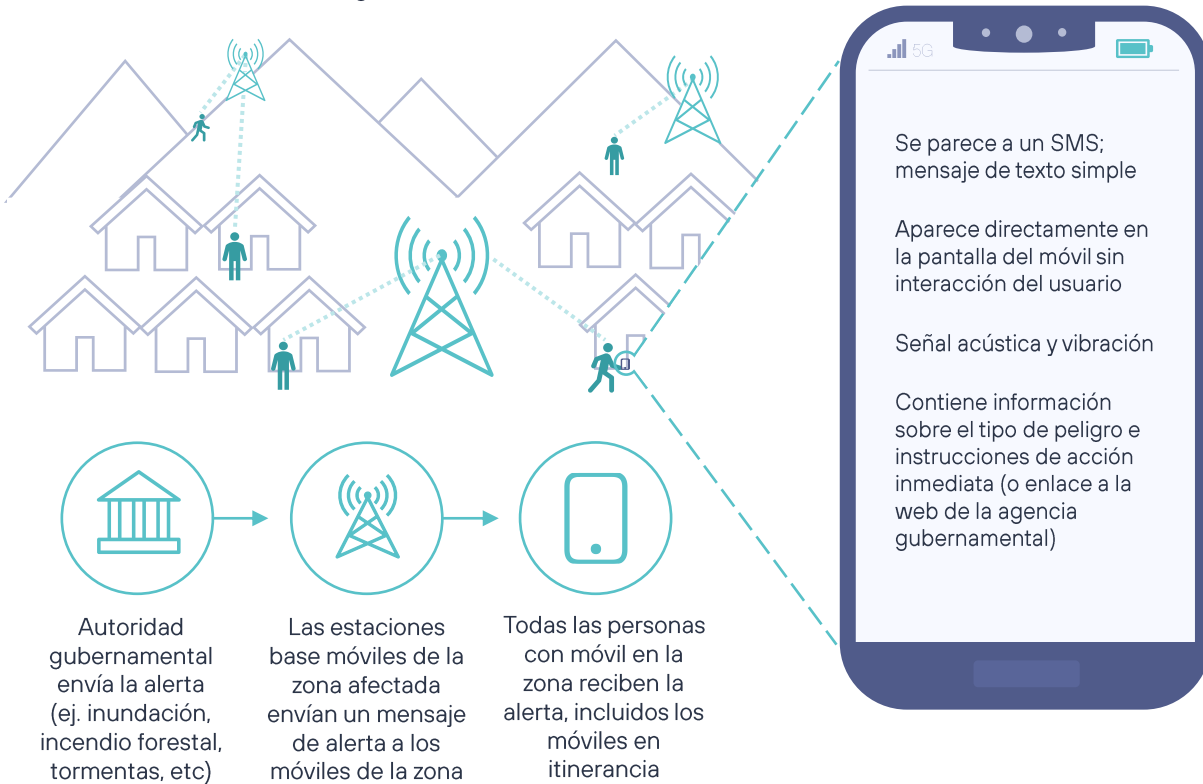 5G
Se parece a un SMS;
mensaje de texto simple
Aparece directamente en
la pantalla del móvil sin
interacción del usuario
Señal acústica y vibración
Contiene información
sobre el tipo de peligro e
instrucciones de acción
inmediata (o enlace a la
web de la agencia
gubernamental)
Autoridad
gubernamental
envía la alerta
(ej. inundación,
incendio forestal,
tormentas, etc)
Las estaciones
base móviles de la
zona afectada
envían un mensaje
de alerta a los
móviles de la zona
Todas las personas
con móvil en la
zona reciben la
alerta, incluidos los
móviles en
itinerancia